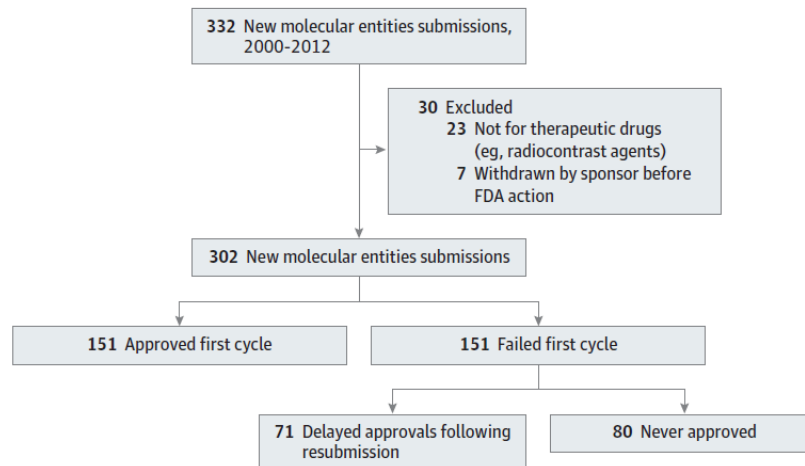 332 New molecular entities submissions,
2000-2012
30 Excluded
23 Not for therapeutic drugs
(eg, radiocontrast agents)
7 Withdrawn by sponsor before
FDA action
302 New molecular entities submissions
151 Approved first cycle
151 Failed first cycle
71 Delayed approvals following
resubmission
80 Never approved